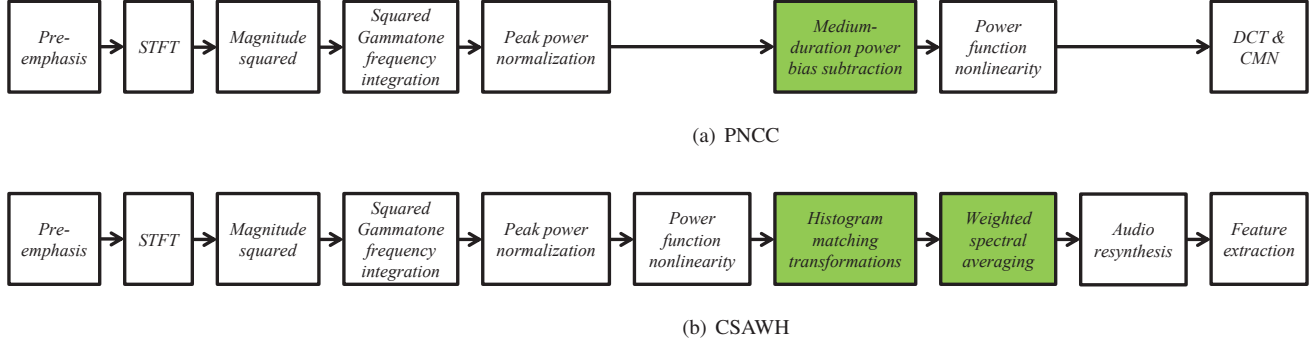 Pre-
emphasis
STFT
Magnitude
squared
Squared
Gammatone
frequency
integration
Peak power
normalization
Medium-
duration power
bias subtraction
Power
function
nonlinearity
DCT &
CMN
(a) PNCC
Pre-
emphasis
STFT
Magnitude
squared
Squared
Gammatone
frequency
integration
Peak power
normalization
Power
function
nonlinearity
Histogram
matching
transformations
Weighted
spectral
averaging
Audio
resynthesis
Feature
extraction
(b) CSAWH